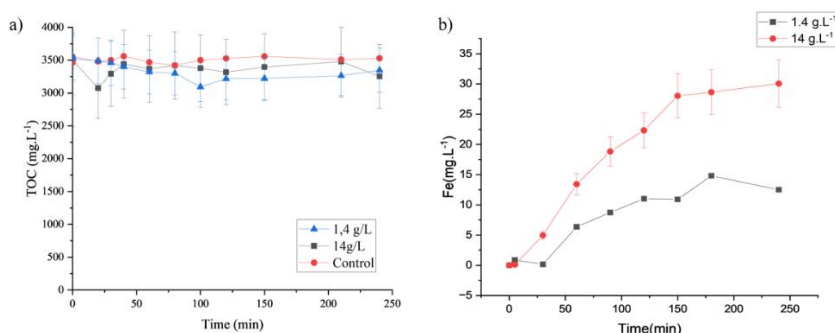 a)
4000
3500
3000
2500
2000
1500
1000
500
0
TOC (mg.L⁻¹)
1,4 g/L
14g/L
Control
0 50 100 150 200 250
Time (min)
b)
1.4 g.L⁻¹
14 g.L⁻¹
35
30
25
20
15
10
5
0
−5
Fe(mg.L⁻¹)
0 50 100 150 200 250
Time(min)